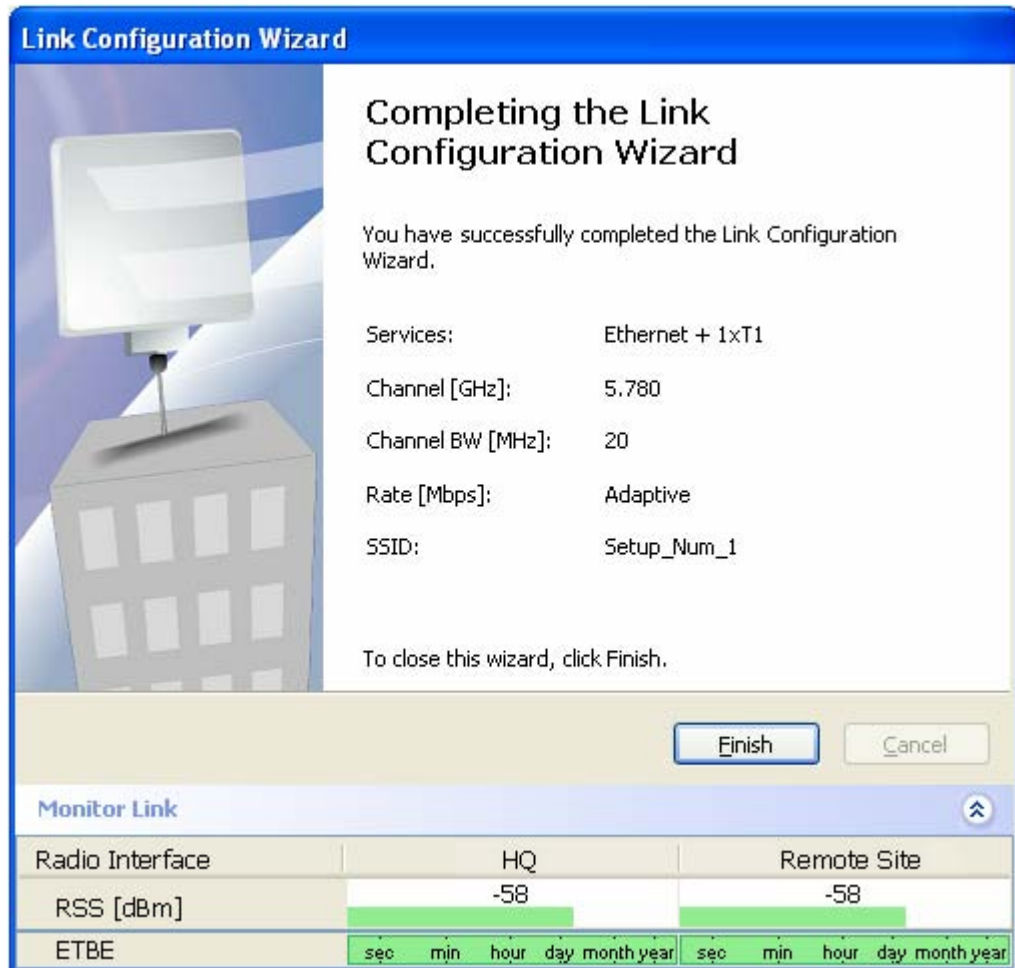 Link Configuration Wizard
Completing the Link
Configuration Wizard
You have successfully completed the Link Configuration
Wizard.
Services: Ethernet + 1xT1
Channel [GHz]: 5.780
Channel BW [MHz]: 20
Rate [Mbps]: Adaptive
SSID: Setup_Num_1
To close this wizard, click Finish.
Finish Cancel
Monitor Link
Radio Interface HQ Remote Site
RSS [dBm] -58 -58
ETBE sec min hour day month year sec min hour day month year